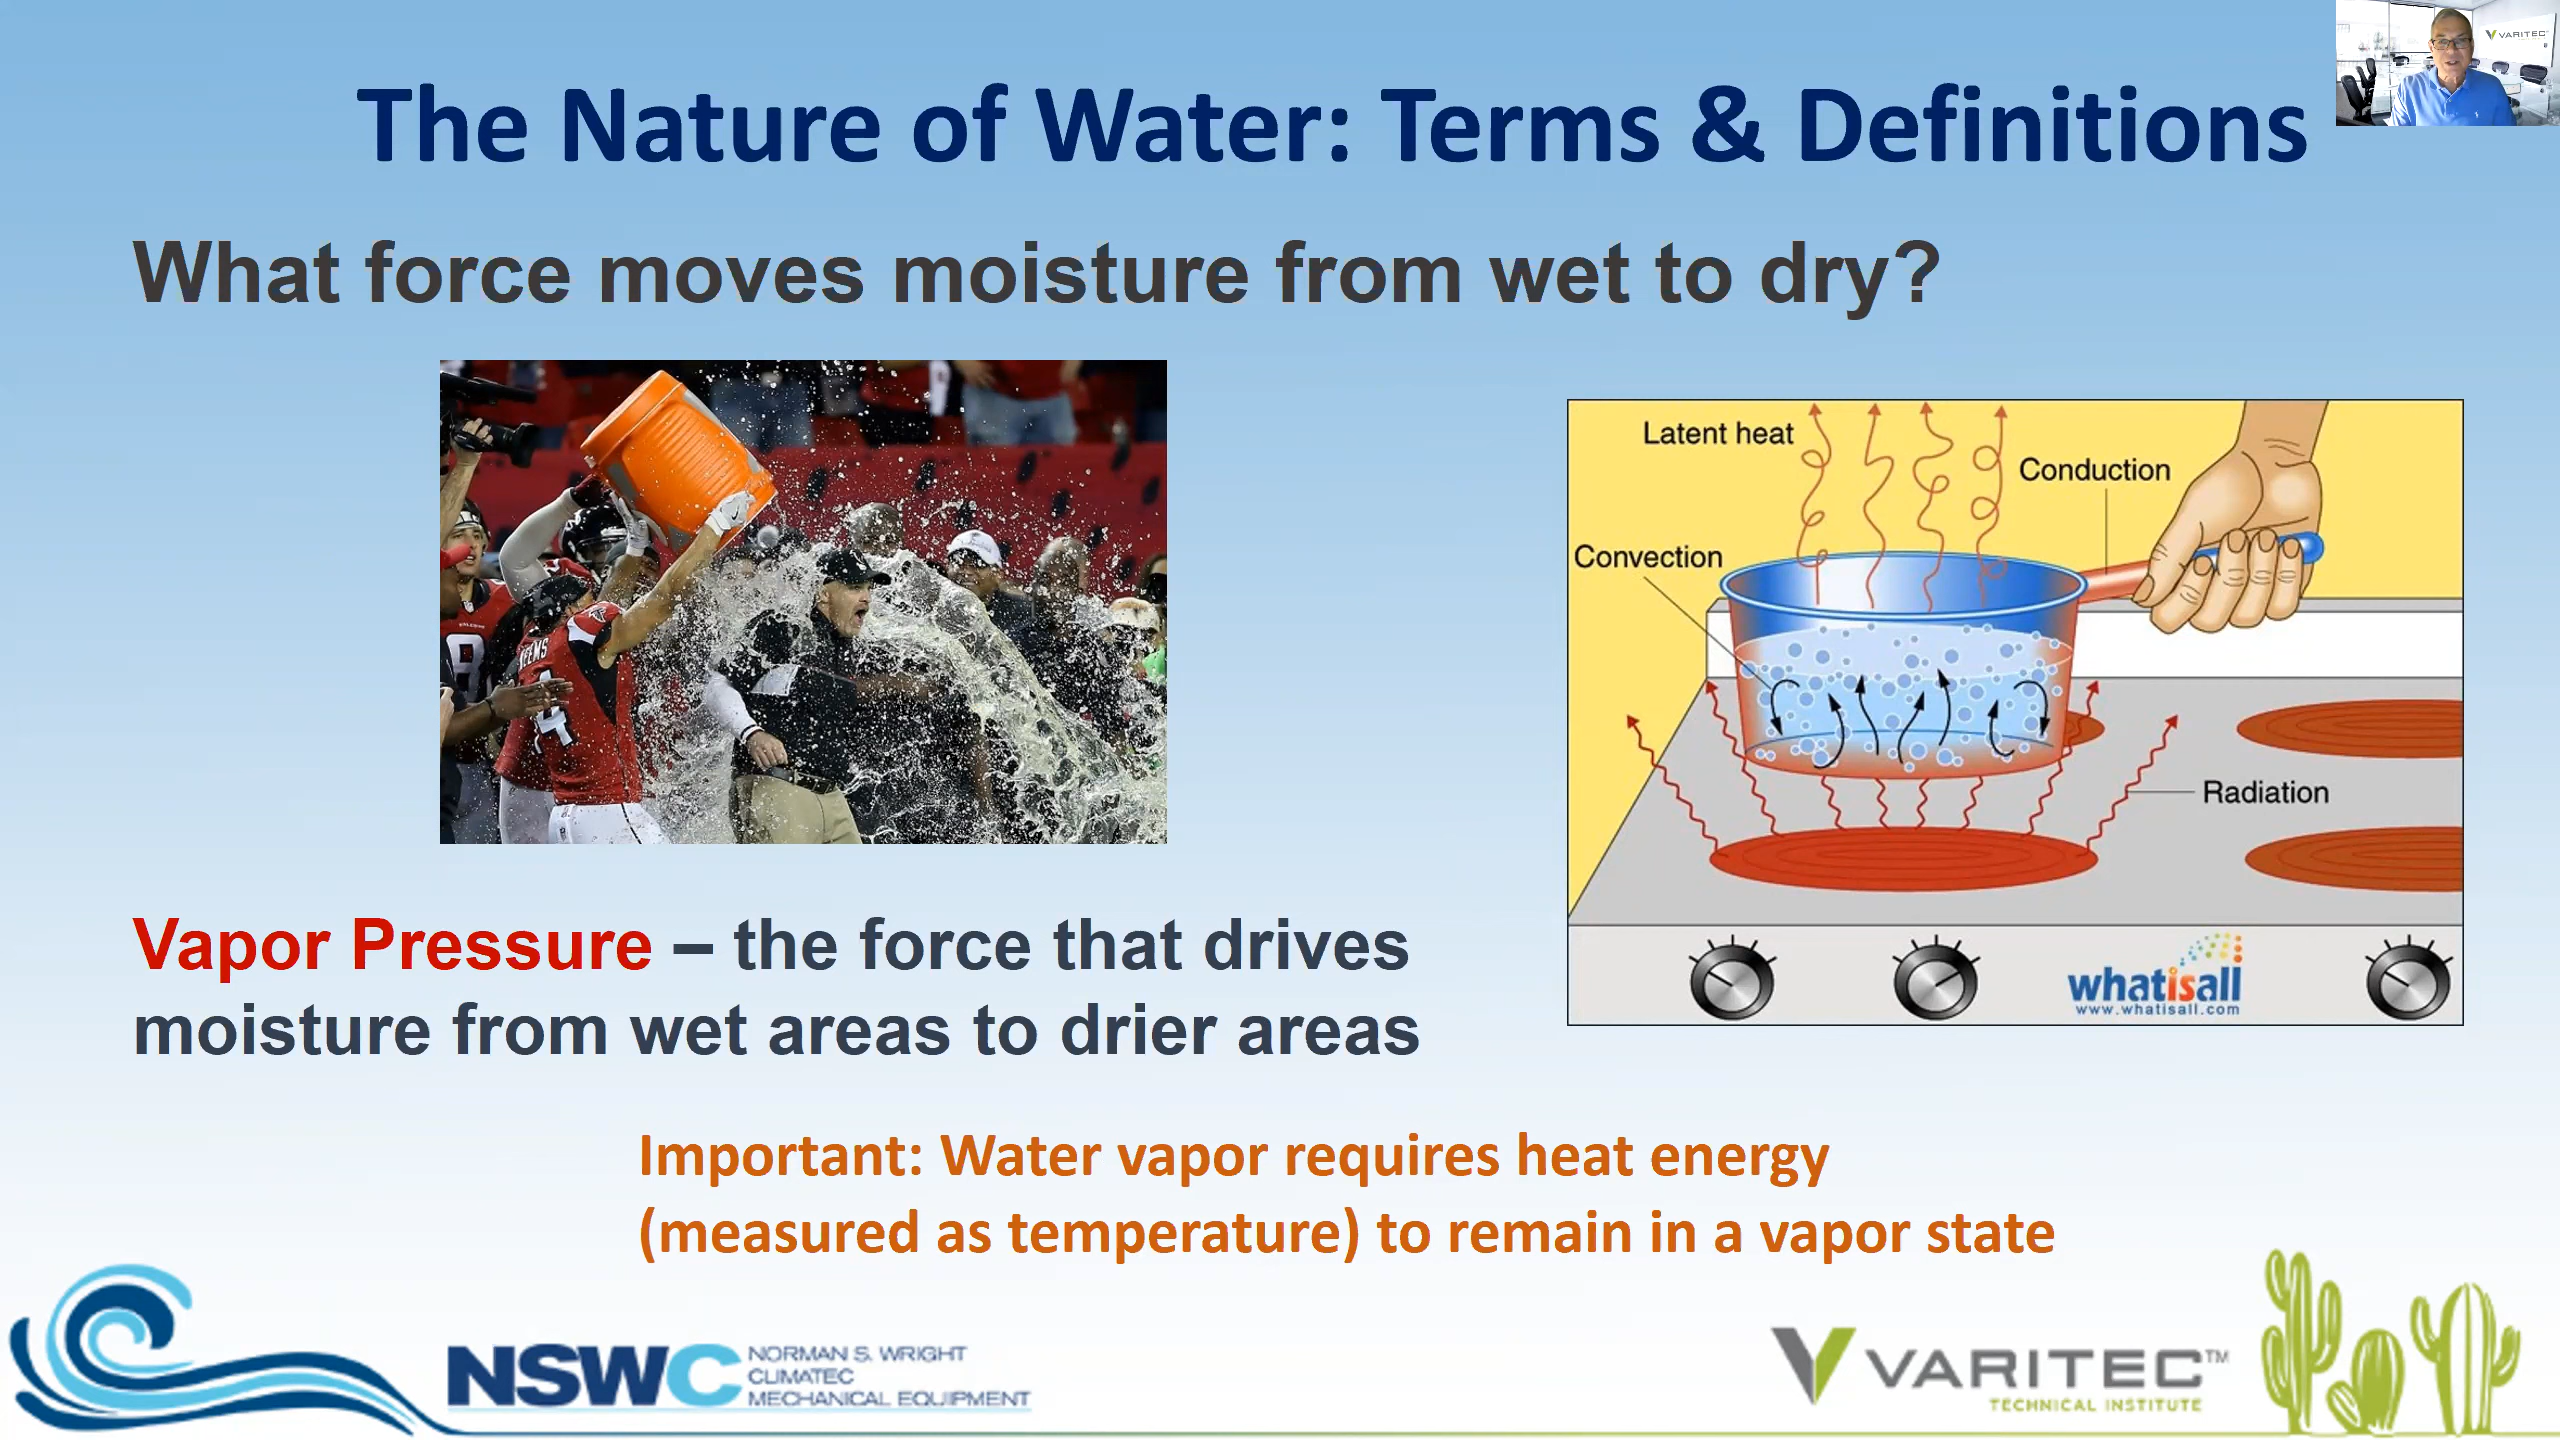 VARITEC
The Nature of Water: Terms & Definitions
What force moves moisture from wet to dry?
Latent heat
Conduction
Convection
Radiation
whatisall
www.whatisall.com
Vapor Pressure – the force that drives
moisture from wet areas to drier areas
Important: Water vapor requires heat energy
(measured as temperature) to remain in a vapor state
NSWC
NORMAN S. WRIGHT
CLIMATEC
MECHANICAL EQUIPMENT
VARITEC™
TECHNICAL INSTITUTE